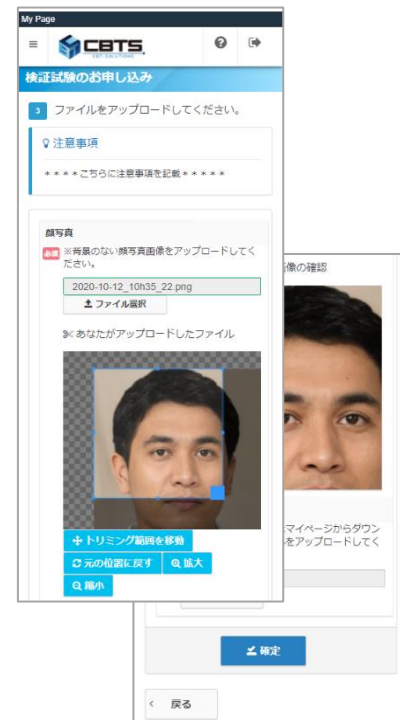 My Page
CBTS.
CBT-SOLUTIONS
検証試験のお申し込み
3 ファイルをアップロードしてください。
注意事項
＊＊＊＊こちらに注意事項を記載＊＊＊＊＊
顔写真
必須 ※背景のない顔写真画像をアップロードしてく
ださい。
2020-10-12_10h35_22.png
ファイル選択
あなたがアップロードしたファイル
トリミング範囲を移動
元の位置に戻す
拡大
縮小
像の確認
マイページからダウン
をアップロードしてく
確定
戻る